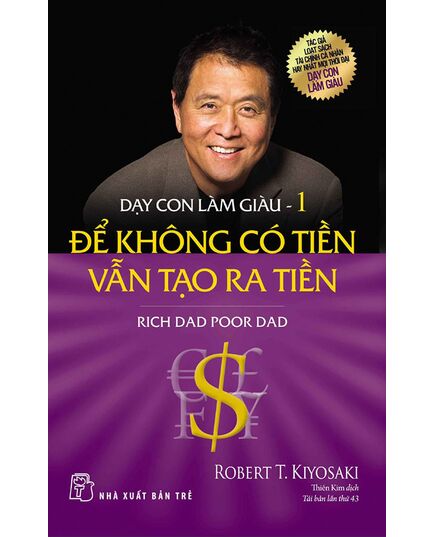 TÁC GIẢ
LOẠT SÁCH
TÀI CHÍNH CÁ NHÂN
HAY NHẤT MỌI THỜI ĐẠI
DẠY CON
LÀM GIÀU
DẠY CON LÀM GIÀU - 1
ĐỂ KHÔNG CÓ TIỀN
VẪN TẠO RA TIỀN
RICH DAD POOR DAD
$
ROBERT T. KIYOSAKI
Thiên Kim dịch
Tái bản lần thứ 43
NHÀ XUẤT BẢN TRẺ